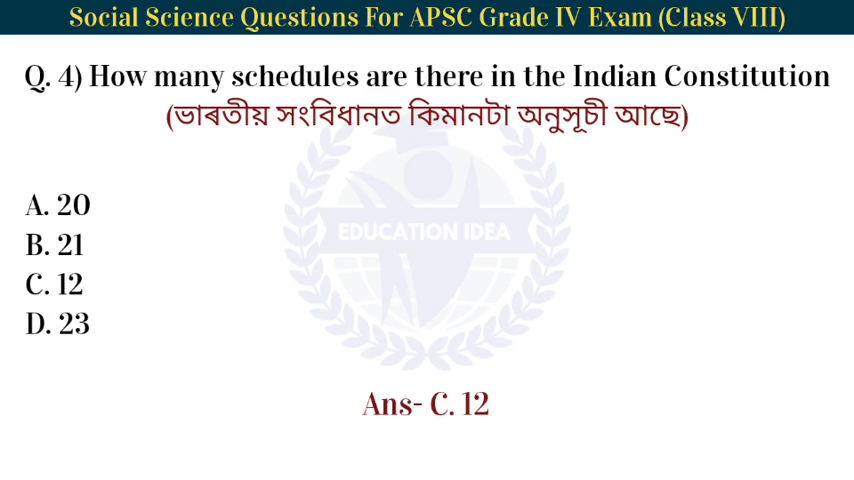 Social Science Questions For APSC Grade IV Exam (Class VIII)
Q. 4) How many schedules are there in the Indian Constitution
(ভাৰতীয় সংবিধানত কিমানটা অনুসূচী আছে)
A. 20
EDUCATION IDEA
B. 21
C. 12
D. 23
Ans- C. 12